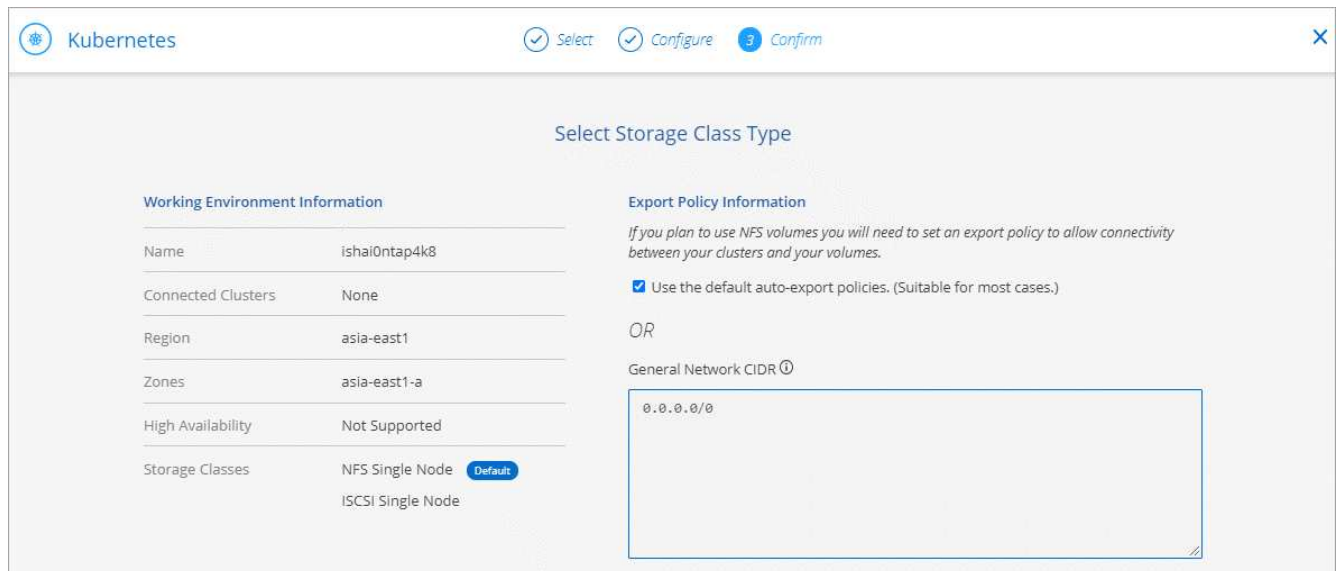 Kubernetes
Select
Configure
3 Confirm
Select Storage Class Type
Working Environment Information
Name ishai0ntap4k8
Connected Clusters None
Region asia-east1
Zones asia-east1-a
High Availability Not Supported
Storage Classes NFS Single Node Default
ISCSI Single Node
Export Policy Information
If you plan to use NFS volumes you will need to set an export policy to allow connectivity
between your clusters and your volumes.
Use the default auto-export policies. (Suitable for most cases.)
OR
General Network CIDR
0.0.0.0/0